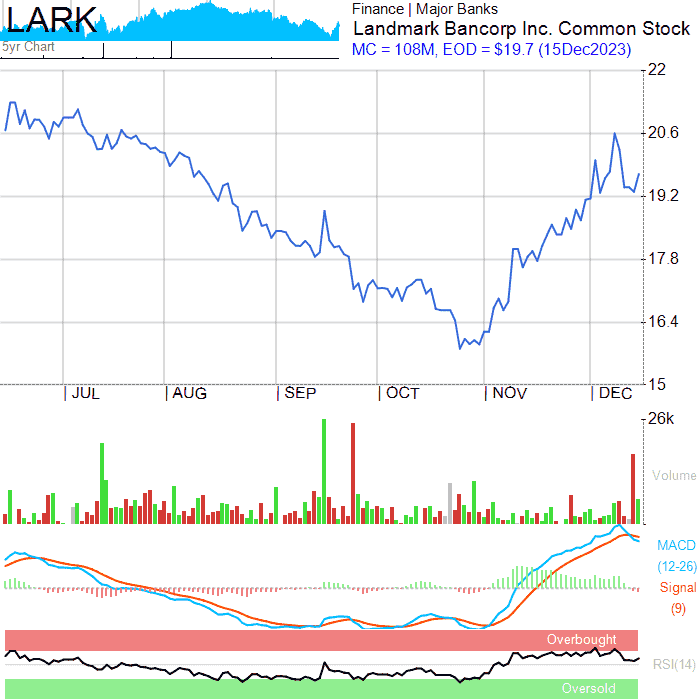 LARK
5yr Chart
Finance | Major Banks
Landmark Bancorp Inc. Common Stock
MC = 108M, EOD = $19.7 (15Dec2023)
22
20.6
19.2
17.8
16.4
15
JUL
AUG
SEP
OCT
NOV
DEC
26k
Volume
MACD
(12-26)
Signal
(9)
Overbought
RSI(14)
Oversold